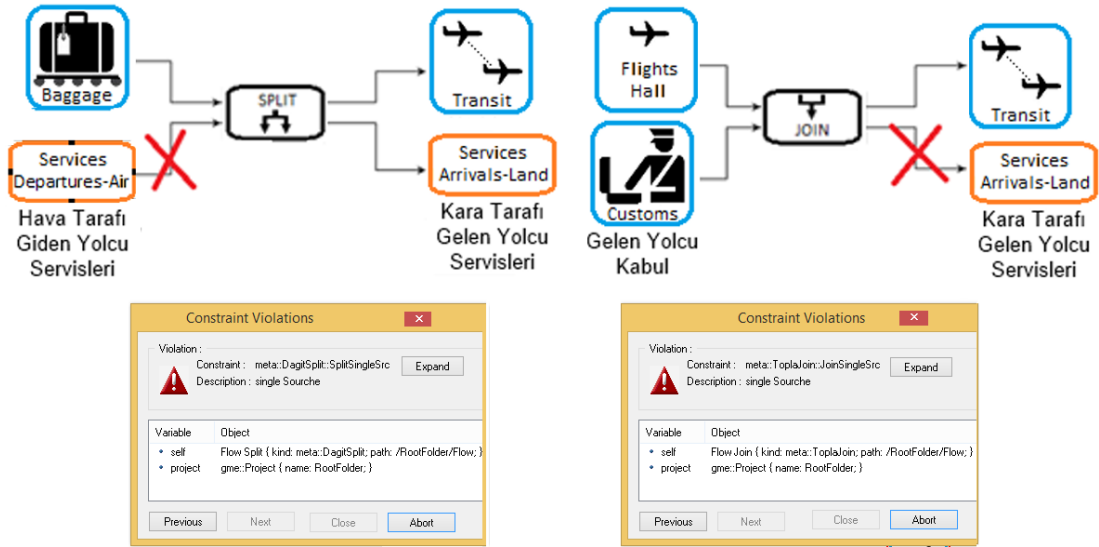 Baggage
SPLIT
Transit
Services
Departures-Air
Services
Arrivals-Land
Hava Tarafı
Giden Yolcu
Servisleri
Kara Tarafı
Gelen Yolcu
Servisleri
Flights
Hall
JOIN
Transit
Customs
Services
Arrivals-Land
Gelen Yolcu
Kabul
Kara Tarafı
Gelen Yolcu
Servisleri
Constraint Violations
Violation :
Constraint : meta::DagitSplit::SplitSingleSrc
Expand
Description : single Sourche
Variable Object
self Flow Split { kind: meta::DagitSplit; path: /RootFolder/Flow; }
project gme::Project { name: RootFolder; }
Previous Next Close Abort
Constraint Violations
Violation :
Constraint : meta::ToplaJoin::JoinSingleSrc
Expand
Description : single Sourche
Variable Object
self Flow Join { kind: meta::ToplaJoin; path: /RootFolder/Flow; }
project gme::Project { name: RootFolder; }
Previous Next Close Abort